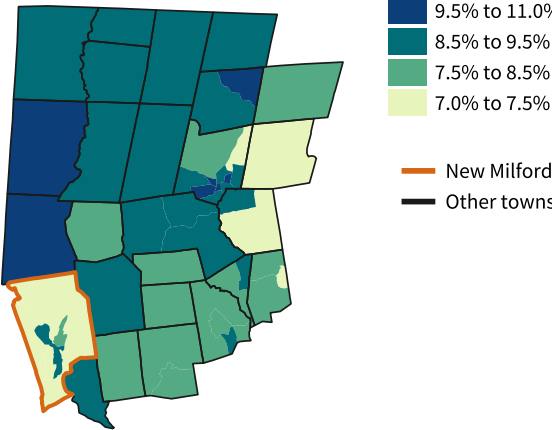 9.5% to 11.0%
8.5% to 9.5%
7.5% to 8.5%
7.0% to 7.5%
New Milford
Other towns